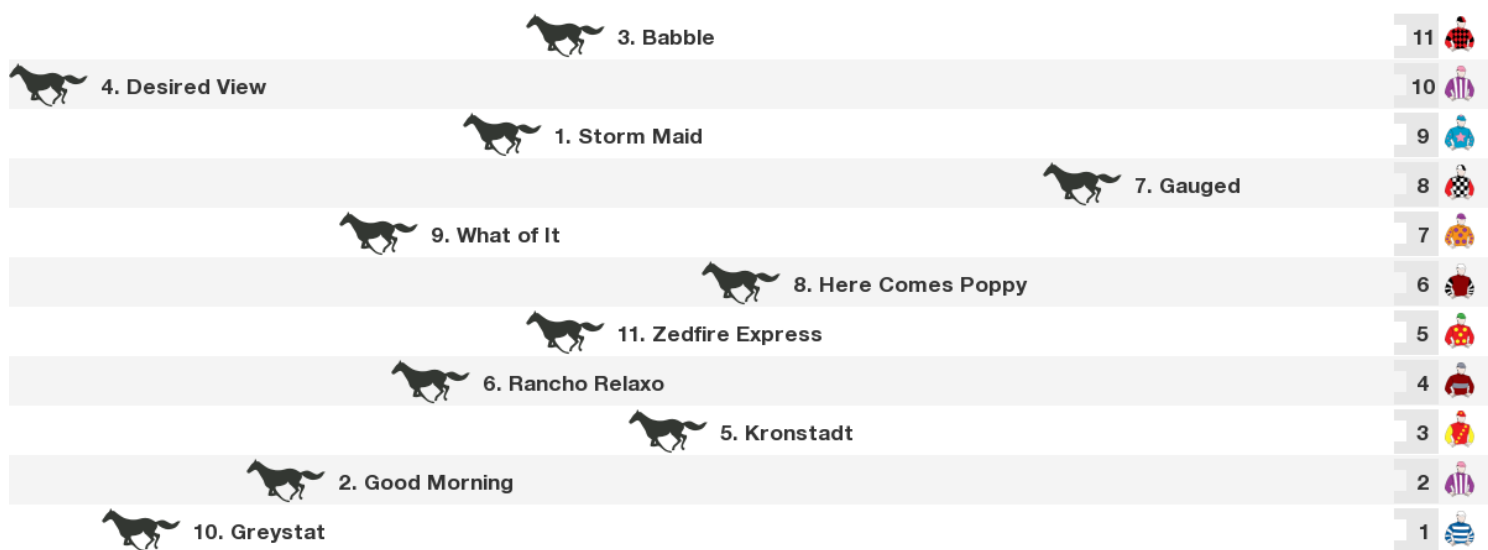 3. Babble 11
4. Desired View 10
1. Storm Maid 9
7. Gauged 8
9. What of It 7
8. Here Comes Poppy 6
11. Zedfire Express 5
6. Rancho Relaxo 4
5. Kronstadt 3
2. Good Morning 2
10. Greystat 1